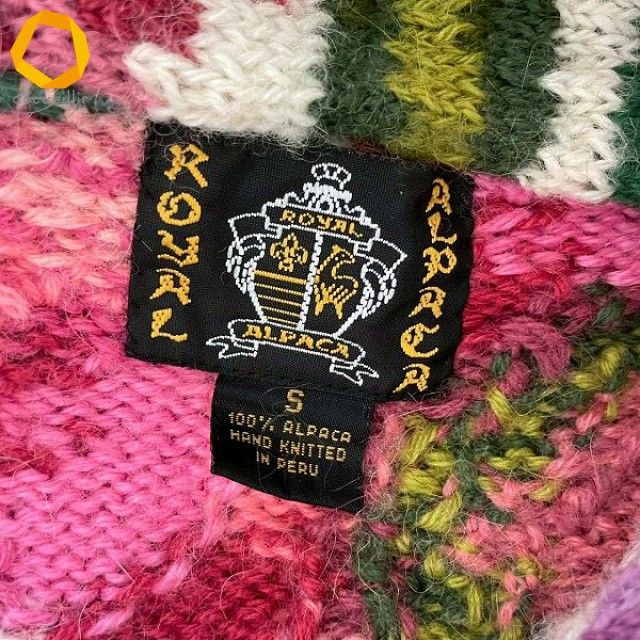 ROYAL
ALPACA
ROYAL
ALPACA
S
100% ALPACA
HAND KNITTED
IN PERU